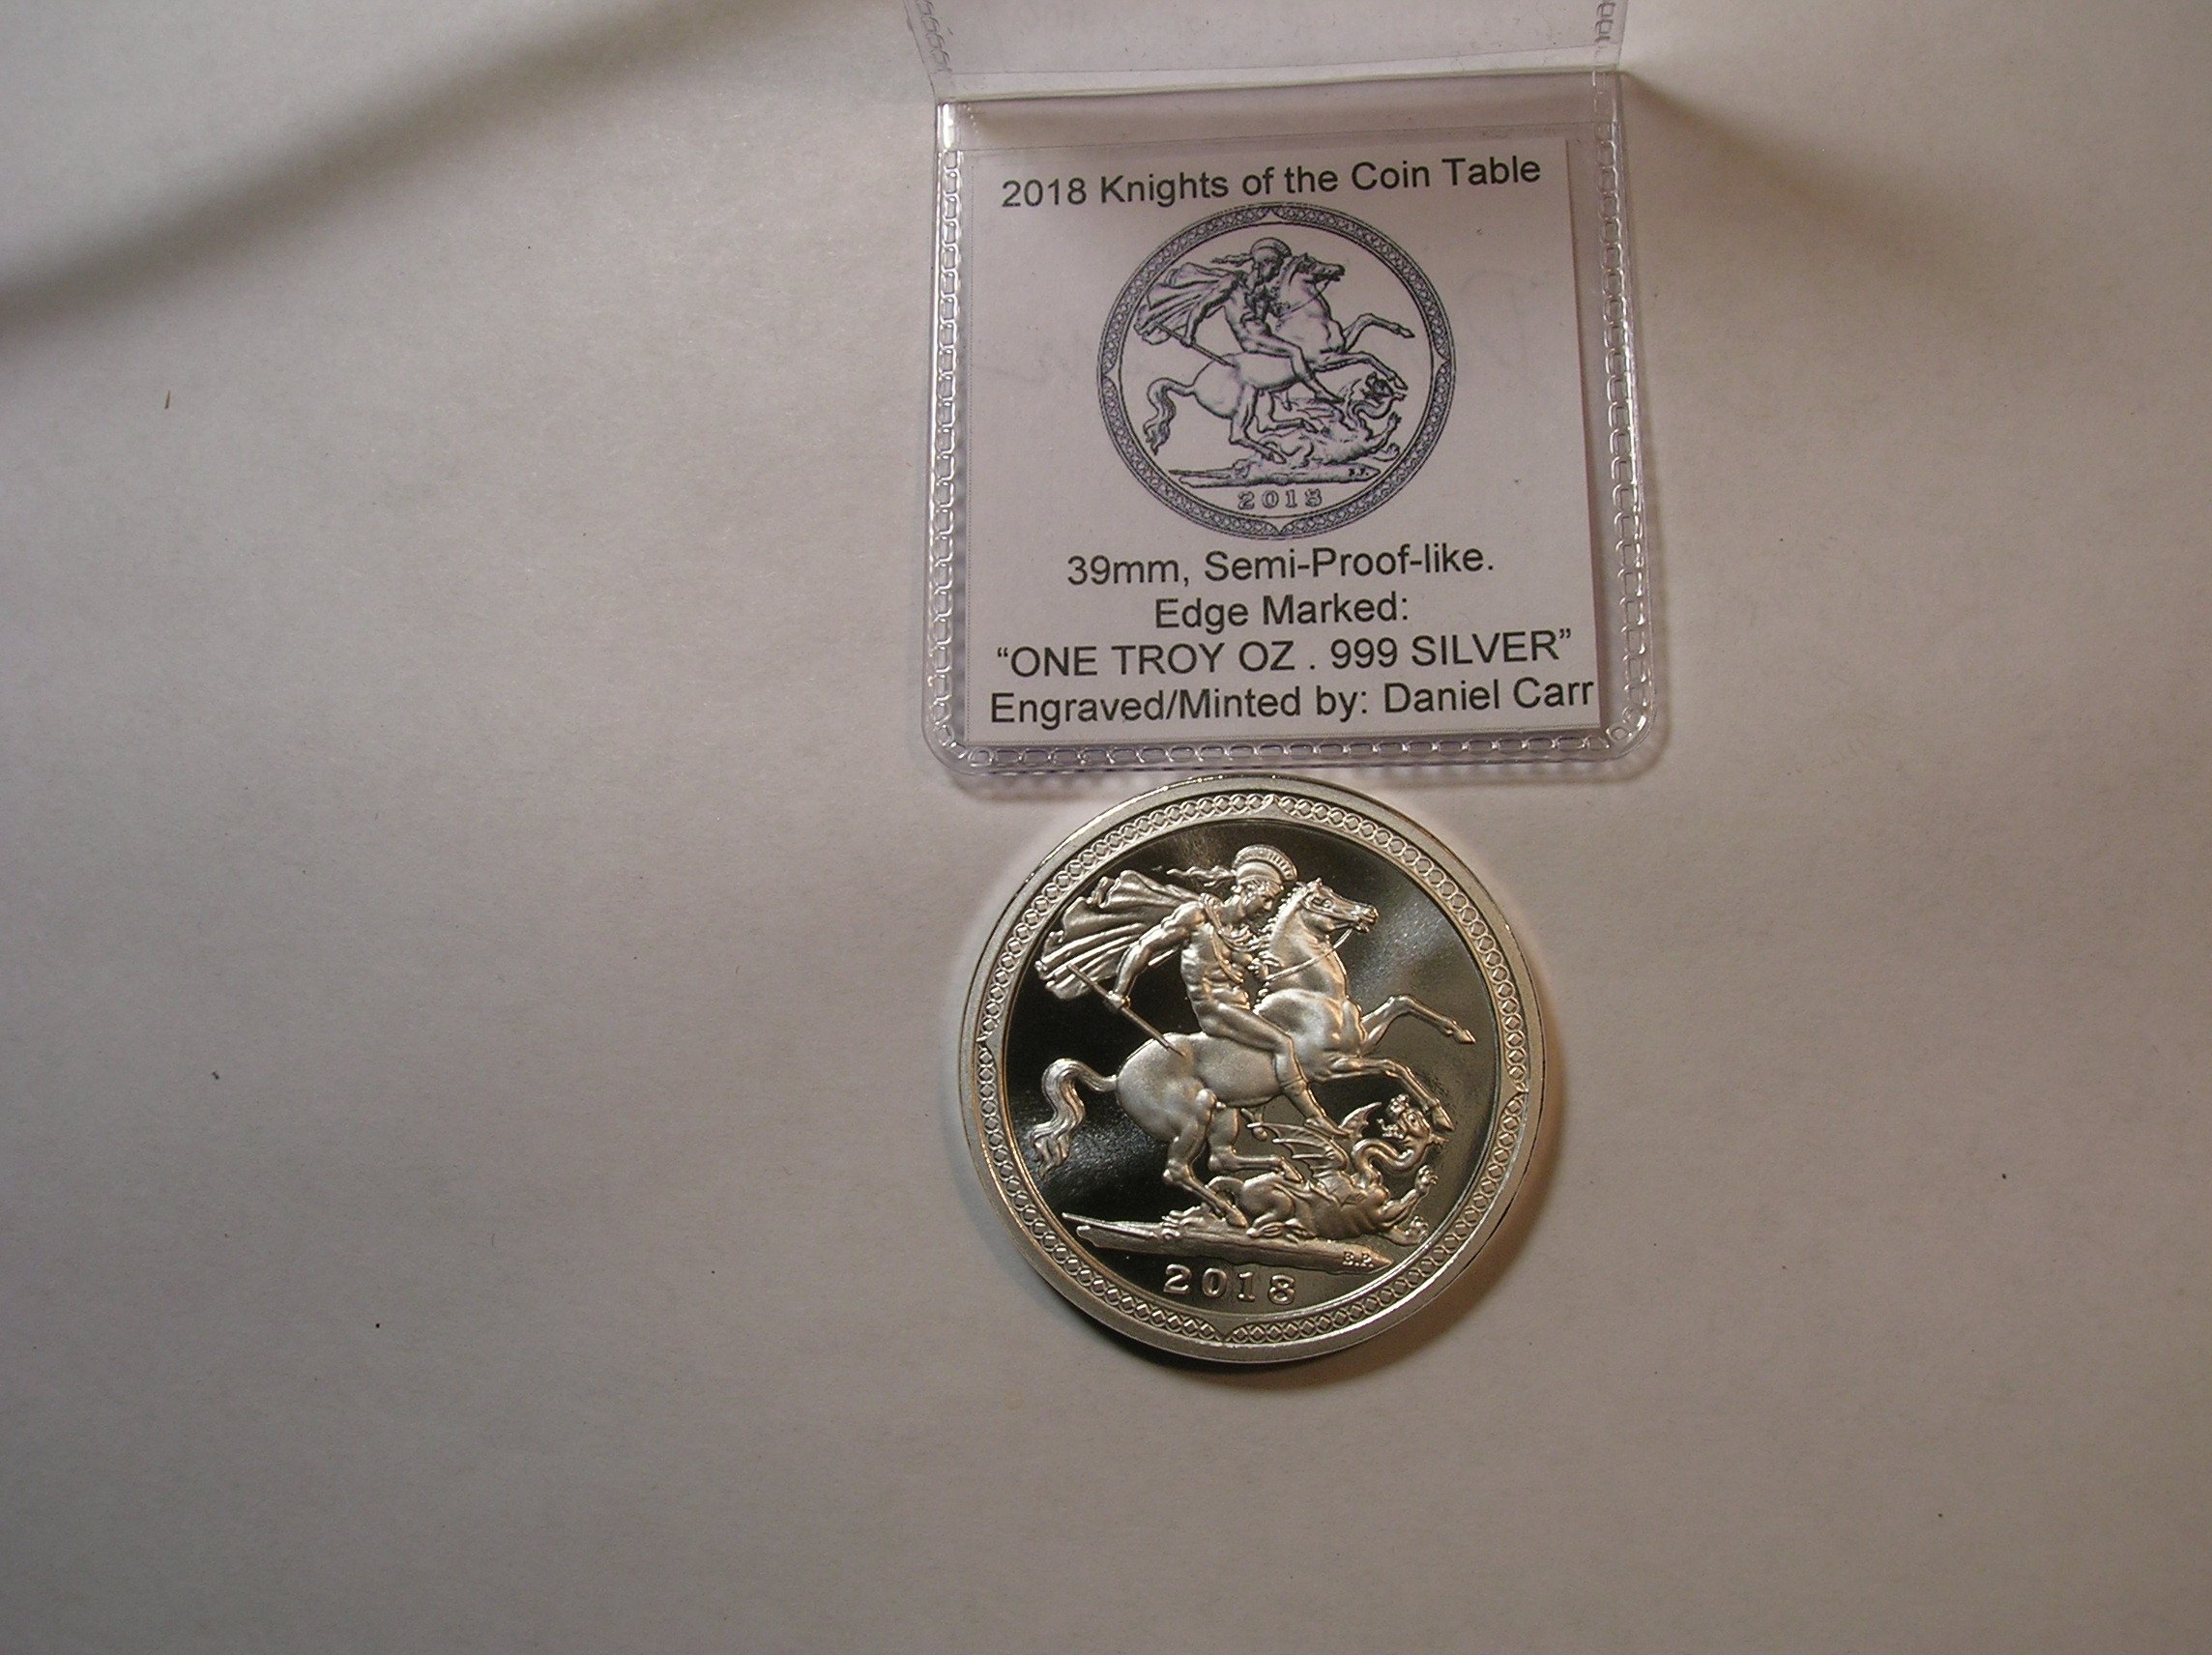 2018 Knights of the Coin Table
B.P.
2018
39mm, Semi-Proof-like.
Edge Marked:
“ONE TROY OZ . 999 SILVER”
Engraved/Minted by: Daniel Carr
B.P.
2018